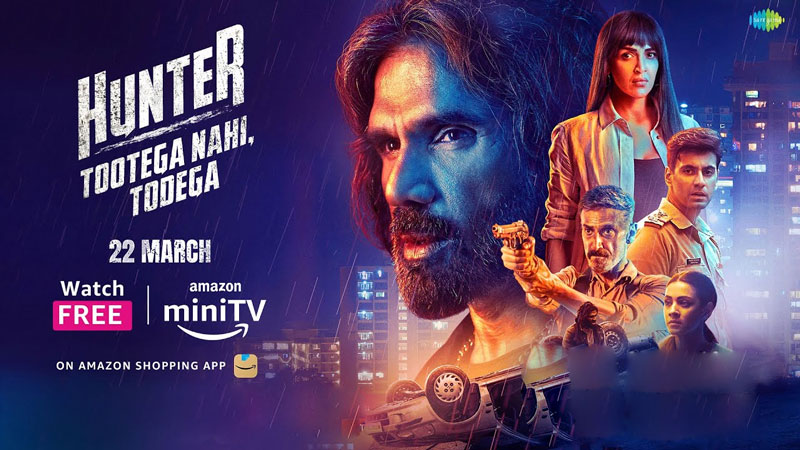 HUNTER
TOOTEGA NAHI,
TODEGA
22 MARCH
Watch
FREE
amazon
miniTV
ON AMAZON SHOPPING APP